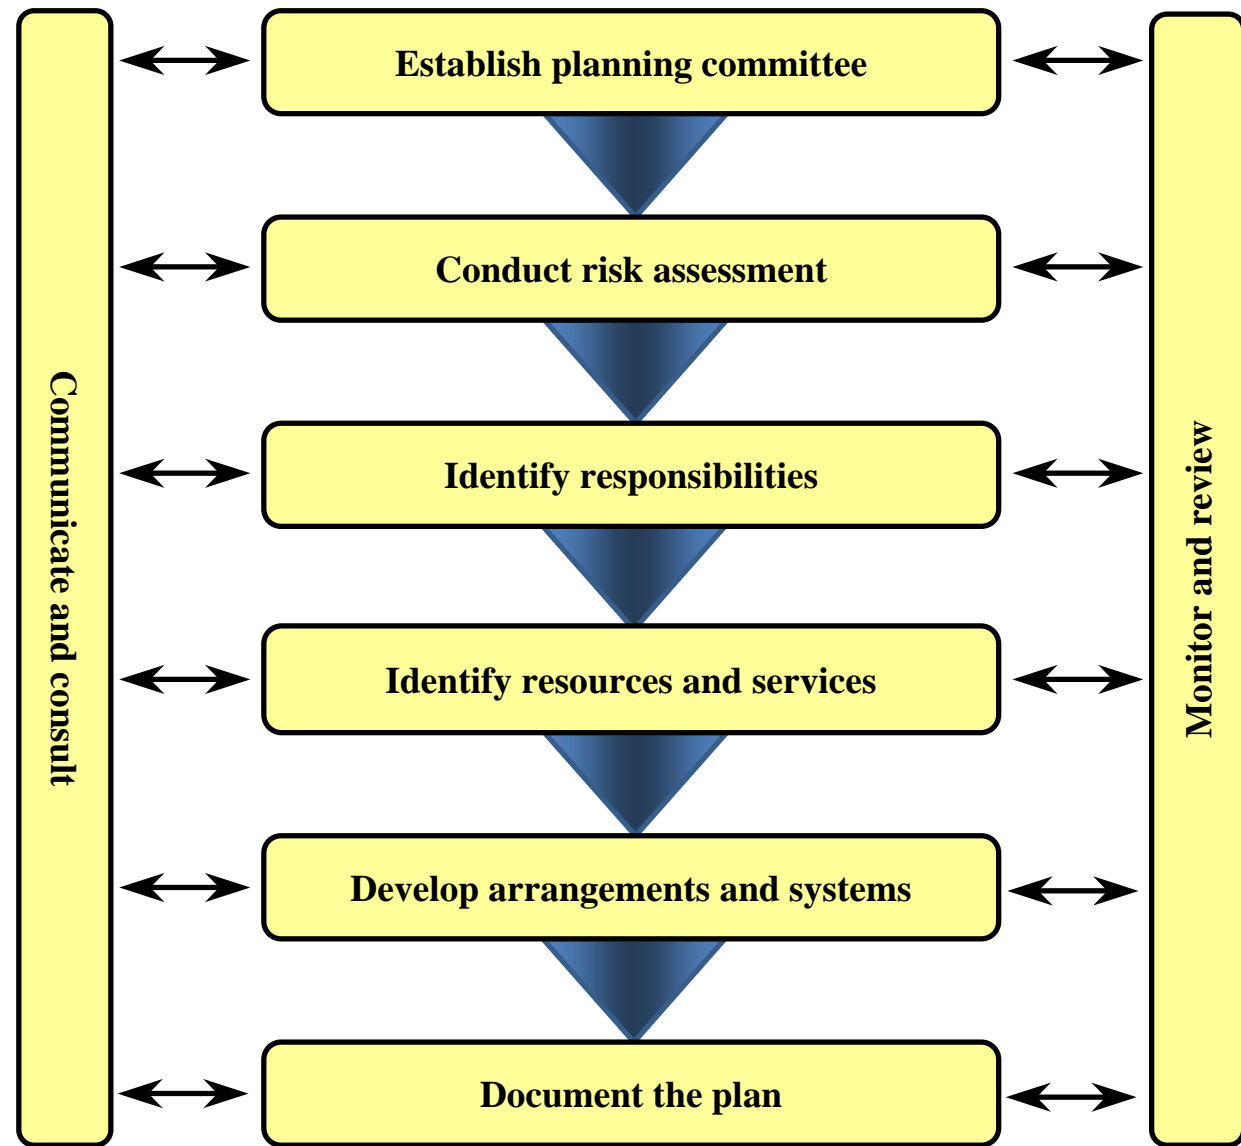 Establish planning committee
Conduct risk assessment
Identify responsibilities
Identify resources and services
Develop arrangements and systems
Document the plan
Communicate and consult
Monitor and review